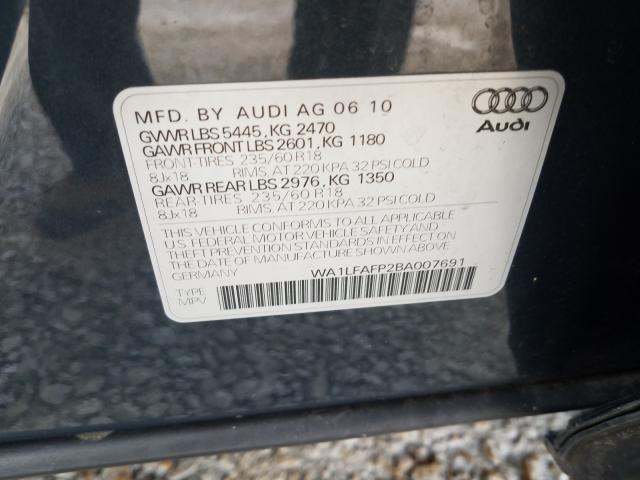 MFD. BY AUDI AG 06 10
Audi
GVWR LBS 5445, KG 2470
GAWR FRONT LBS 2601, KG 1180
FRONT-TIRES 235/60 R18
8Jx18 RIMS, AT 220 KPA 32 PSI COLD
GAWR REAR LBS 2976, KG 1350
REAR-TIRES 235/60 R18
8Jx18 RIMS, AT 220 KPA 32 PSI COLD
THIS VEHICLE CONFORMS TO ALL APPLICABLE
U.S. FEDERAL MOTOR VEHICLE SAFETY AND
THEFT PREVENTION STANDARDS IN EFFECT ON
THE DATE OF MANUFACTURE SHOWN ABOVE.
GERMANY
WA1LFAFP2BA007691
TYPE
MPV